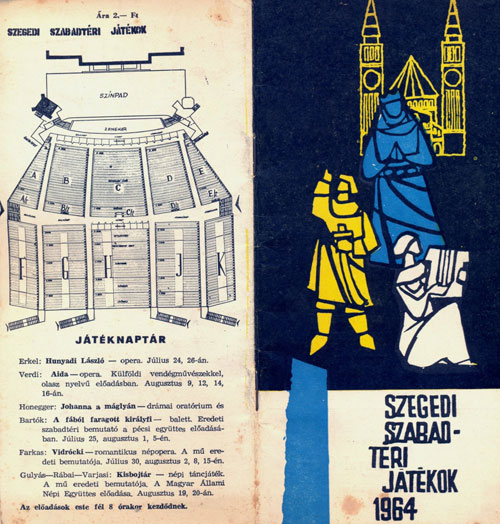 Ára 2.— Ft
SZEGEDI SZABADTÉRI JÁTÉKOK
SZÍNPAD
ZENEKAR
A
B
C
D
E
F
G
H
J
K
JÁTÉKNAPTÁR
Erkel: Hunyadi László — opera. Július 24, 26-án.
Verdi: Aida — opera. Külföldi vendégművészekkel,
olasz nyelvű előadásban. Augusztus 9, 12, 14,
16-án.
Honegger: Johanna a máglyán — drámai oratórium és
Bartók: A fából faragott királyfi — balett. Eredeti
szabadtéri bemutató a pécsi együttes előadásá-
ban. Július 25, augusztus 1, 5-én.
Farkas: Vidrócki — romantikus népopera. A mű ere-
deti bemutatója, Július 30, augusztus 2, 8, 15-én.
Gulyás—Rábai—Varjasi: Kisbojtár — népi táncjáték.
A mű eredeti bemutatója, A Magyar Állami
Népi Együttes előadása, Augusztus 19, 20-án.
Az előadások este fél 8 órakor kezdődnek.
SZEGEDI
SZABAD-
TÉRI
JÁTÉKOK
1964